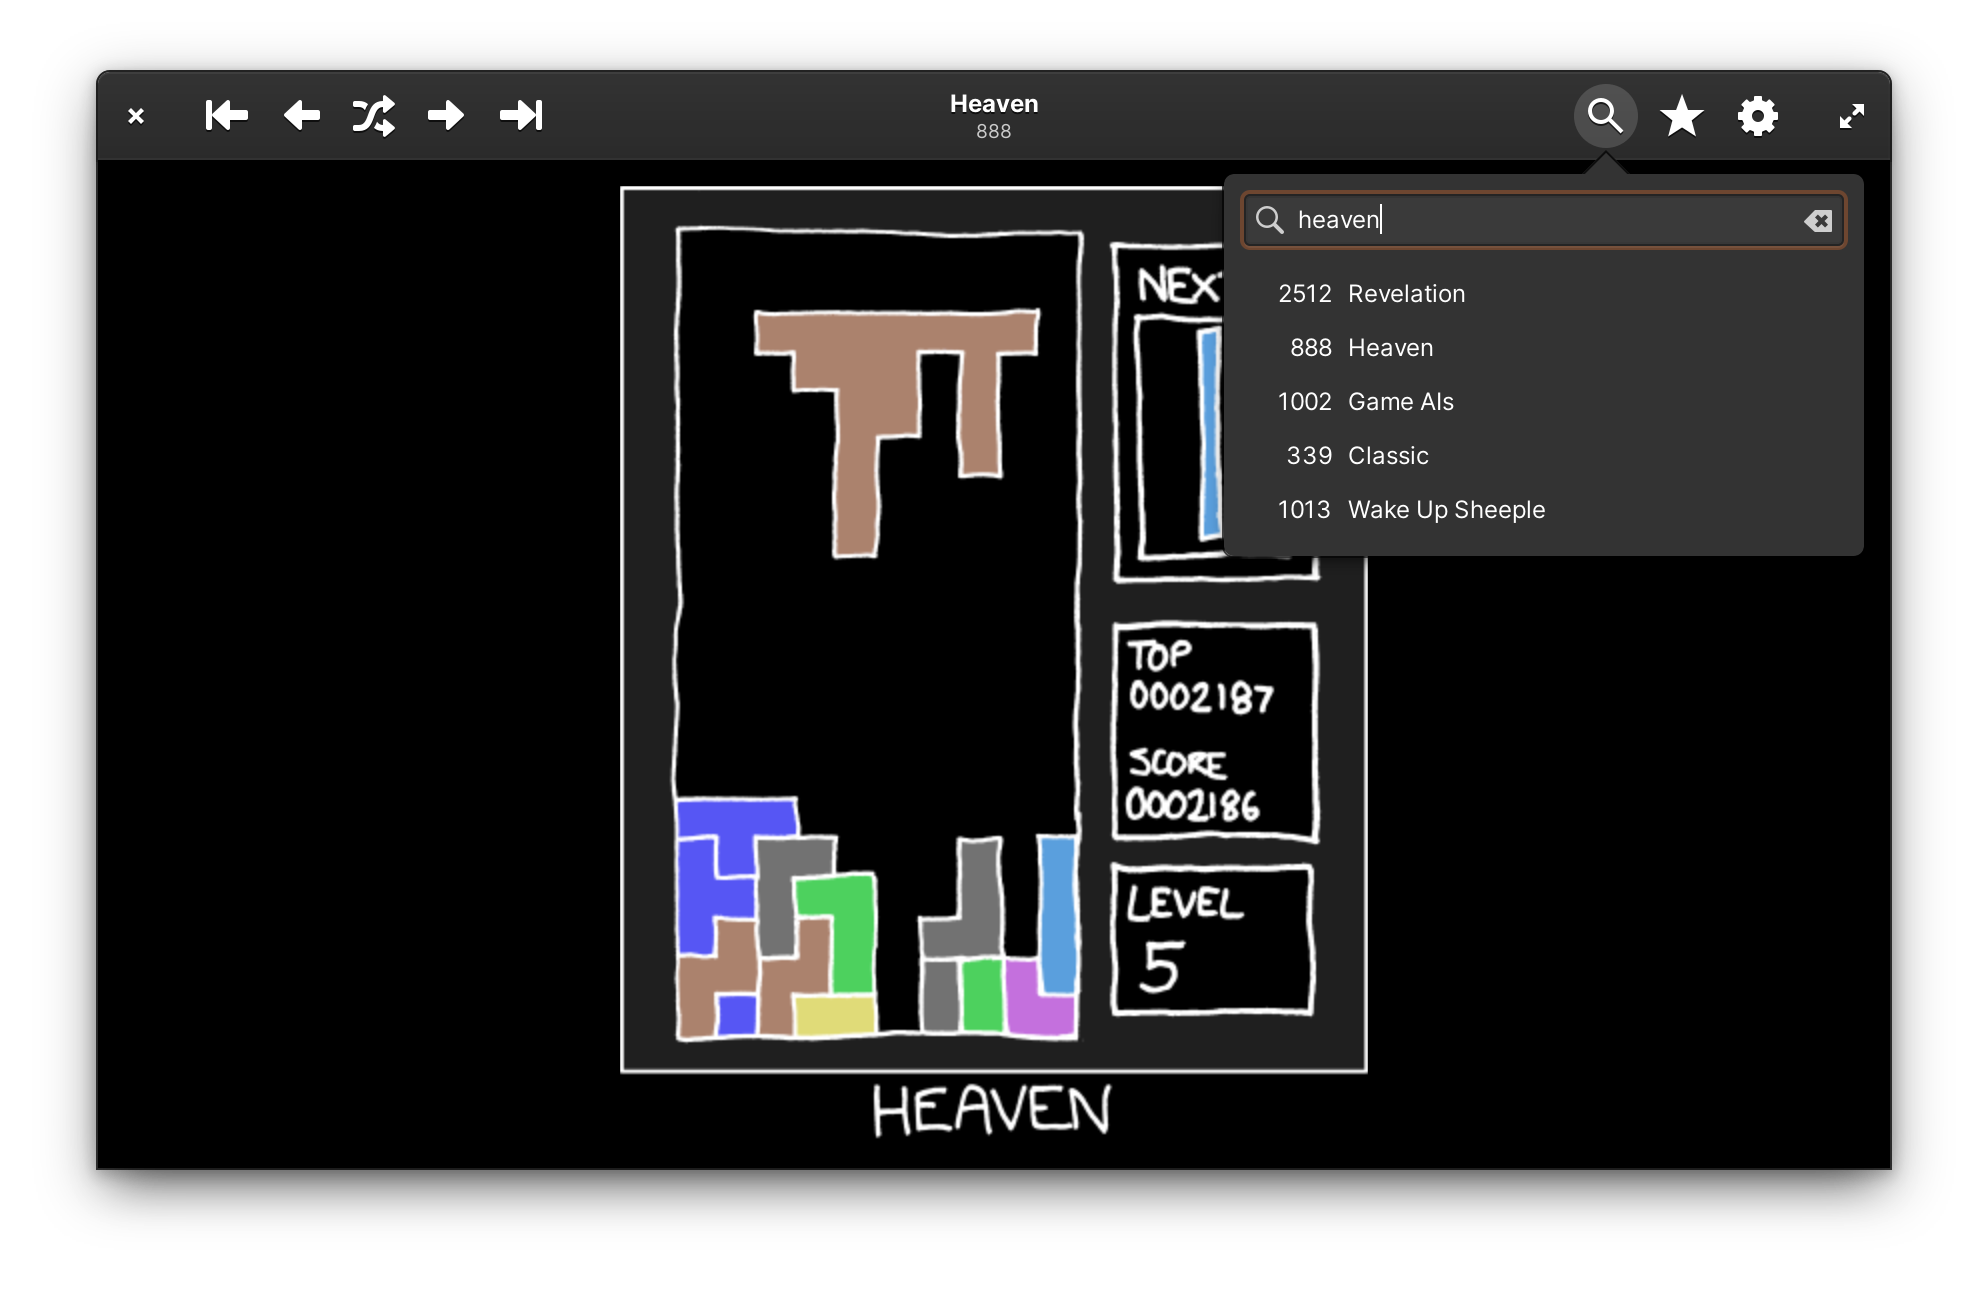 Heaven
888
heaven
2512 Revelation
888 Heaven
1002 Game AIs
339 Classic
1013 Wake Up Sheeple
NEX
TOP
0002187
SCORE
0002186
LEVEL
5
HEAVEN